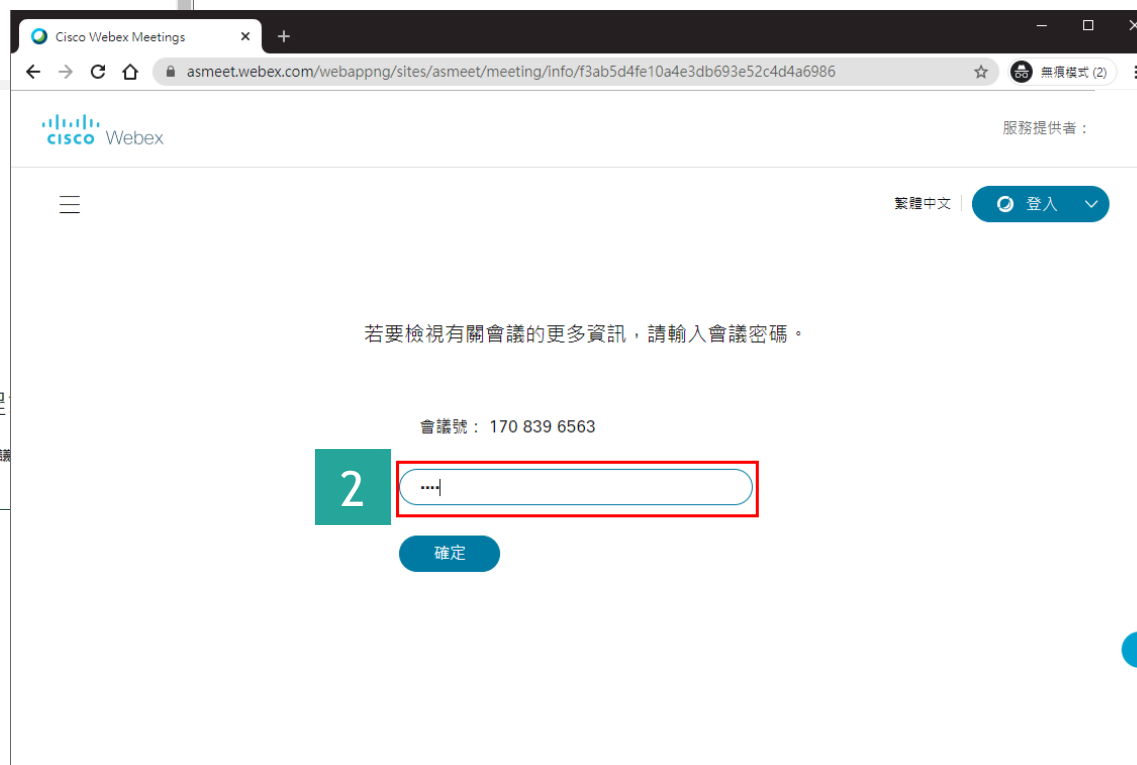 Cisco Webex Meetings
asmeet.webex.com/webappng/sites/asmeet/meeting/info/f3ab5d4fe10a4e3db693e52c4d4a6986
無痕模式 (2)
cisco Webex
服務提供者：
繁體中文
登入
若要檢視有關會議的更多資訊，請輸入會議密碼。
會議號： 170 839 6563
2
確定